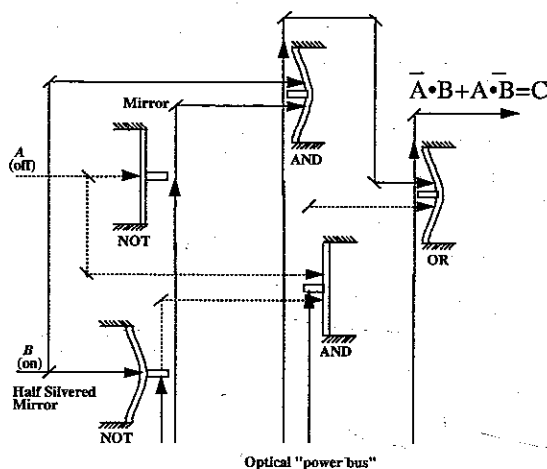 A̅•B+A•B̅=C
Mirror
AND
A
(off)
NOT
OR
AND
B
(on)
Half Silvered
Mirror
NOT
Optical "power bus"